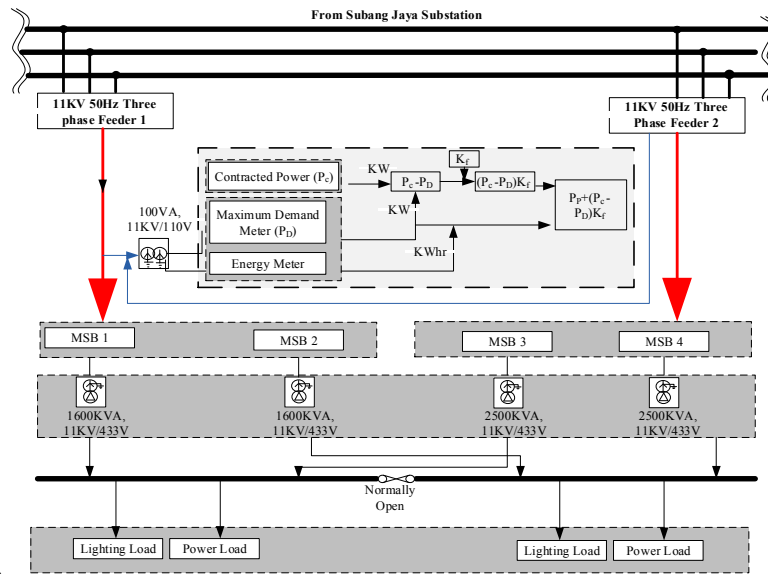 From Subang Jaya Substation
11KV 50Hz Three
phase Feeder 1
11KV 50Hz Three
Phase Feeder 2
Contracted Power (Pc)
KW
Pc-PD
Kf
(Pc-PD)Kf
PP+(Pc-
PD)Kf
100VA,
11KV/110V
Maximum Demand
Meter (PD)
KW
Energy Meter
KWhr
MSB 1
MSB 2
MSB 3
MSB 4
1600KVA,
11KV/433V
1600KVA,
11KV/433V
2500KVA,
11KV/433V
2500KVA,
11KV/433V
Normally
Open
Lighting Load
Power Load
Lighting Load
Power Load